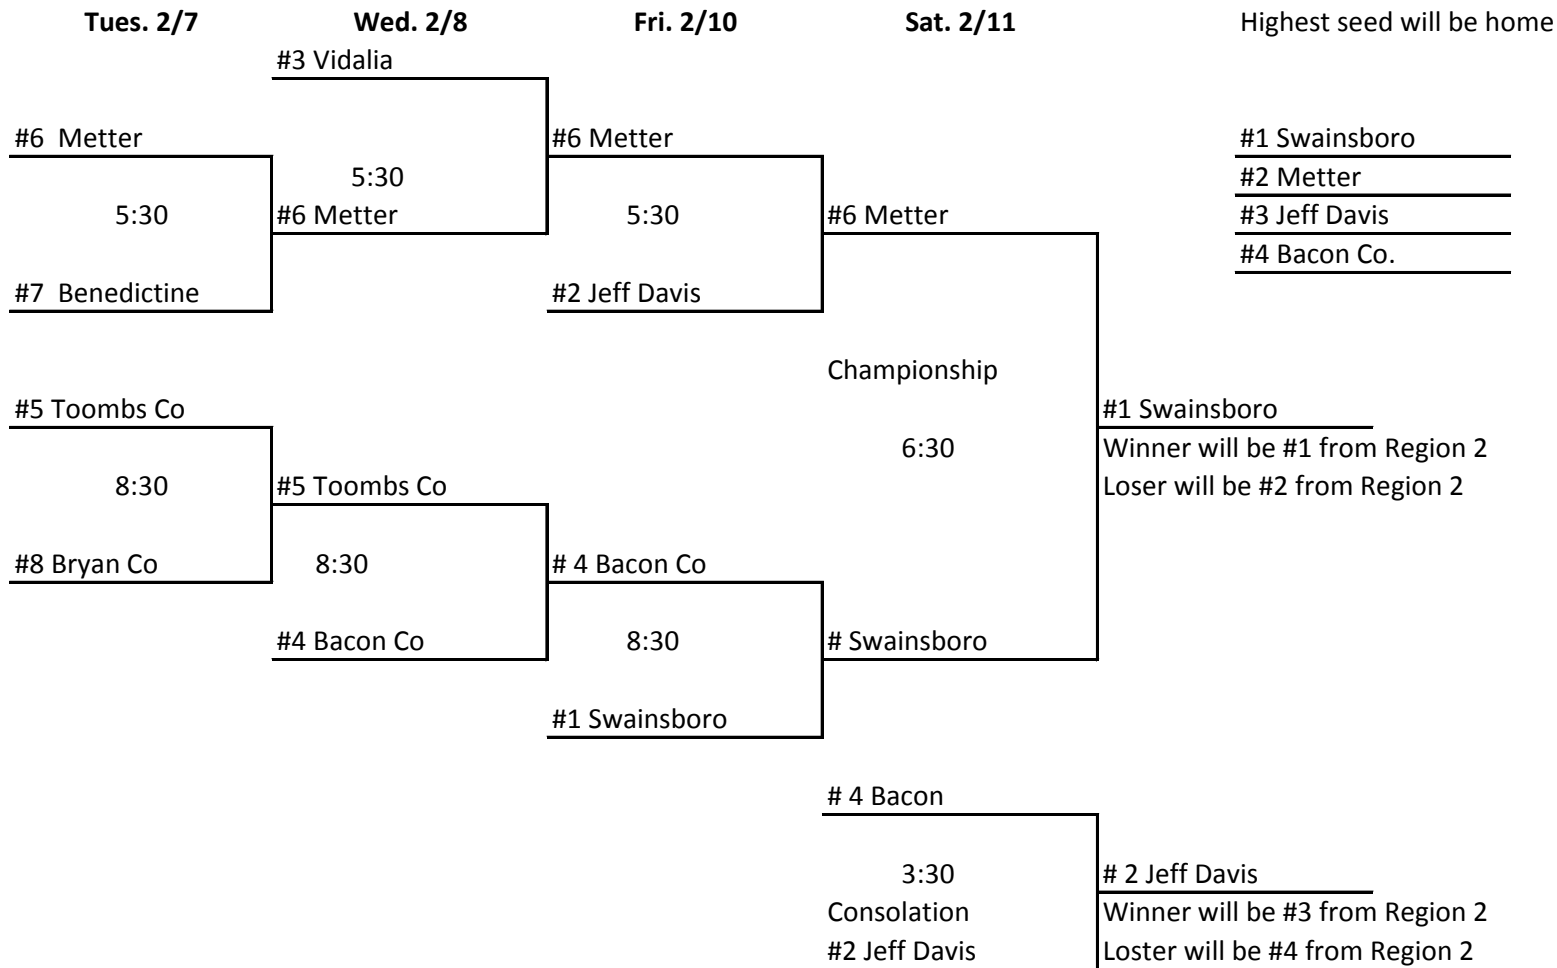 Tues. 2/7 Wed. 2/8 Fri. 2/10 Sat. 2/11 Highest seed will be home
#3 Vidalia
#6 Metter #6 Metter #1 Swainsboro
5:30 #2 Metter
5:30 #6 Metter 5:30 #6 Metter #3 Jeff Davis
#4 Bacon Co.
#7 Benedictine #2 Jeff Davis
Championship
#5 Toombs Co #1 Swainsboro
6:30 Winner will be #1 from Region 2
8:30 #5 Toombs Co Loser will be #2 from Region 2
#8 Bryan Co 8:30 # 4 Bacon Co
#4 Bacon Co 8:30 # Swainsboro
#1 Swainsboro
# 4 Bacon
3:30 # 2 Jeff Davis
Consolation Winner will be #3 from Region 2
#2 Jeff Davis Loster will be #4 from Region 2